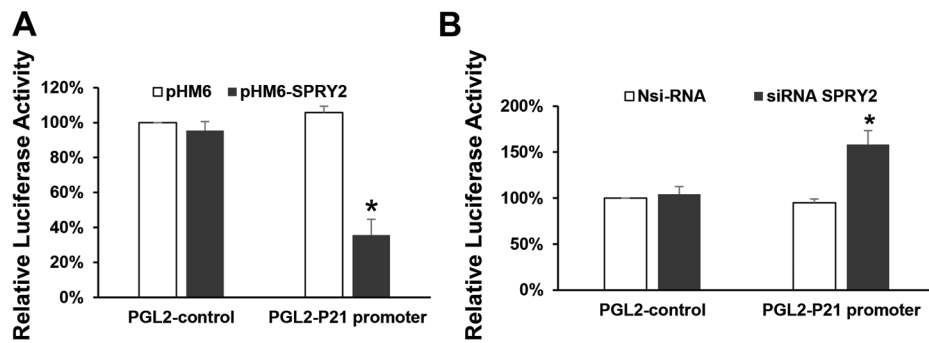 A
Relative Luciferase Activity
120%
100%
80%
60%
40%
20%
0%
pHM6
pHM6-SPRY2
*
PGL2-control
PGL2-P21 promoter
B
Relative Luciferase Activity
200%
150%
100%
50%
0%
Nsi-RNA
siRNA SPRY2
*
PGL2-control
PGL2-P21 promoter